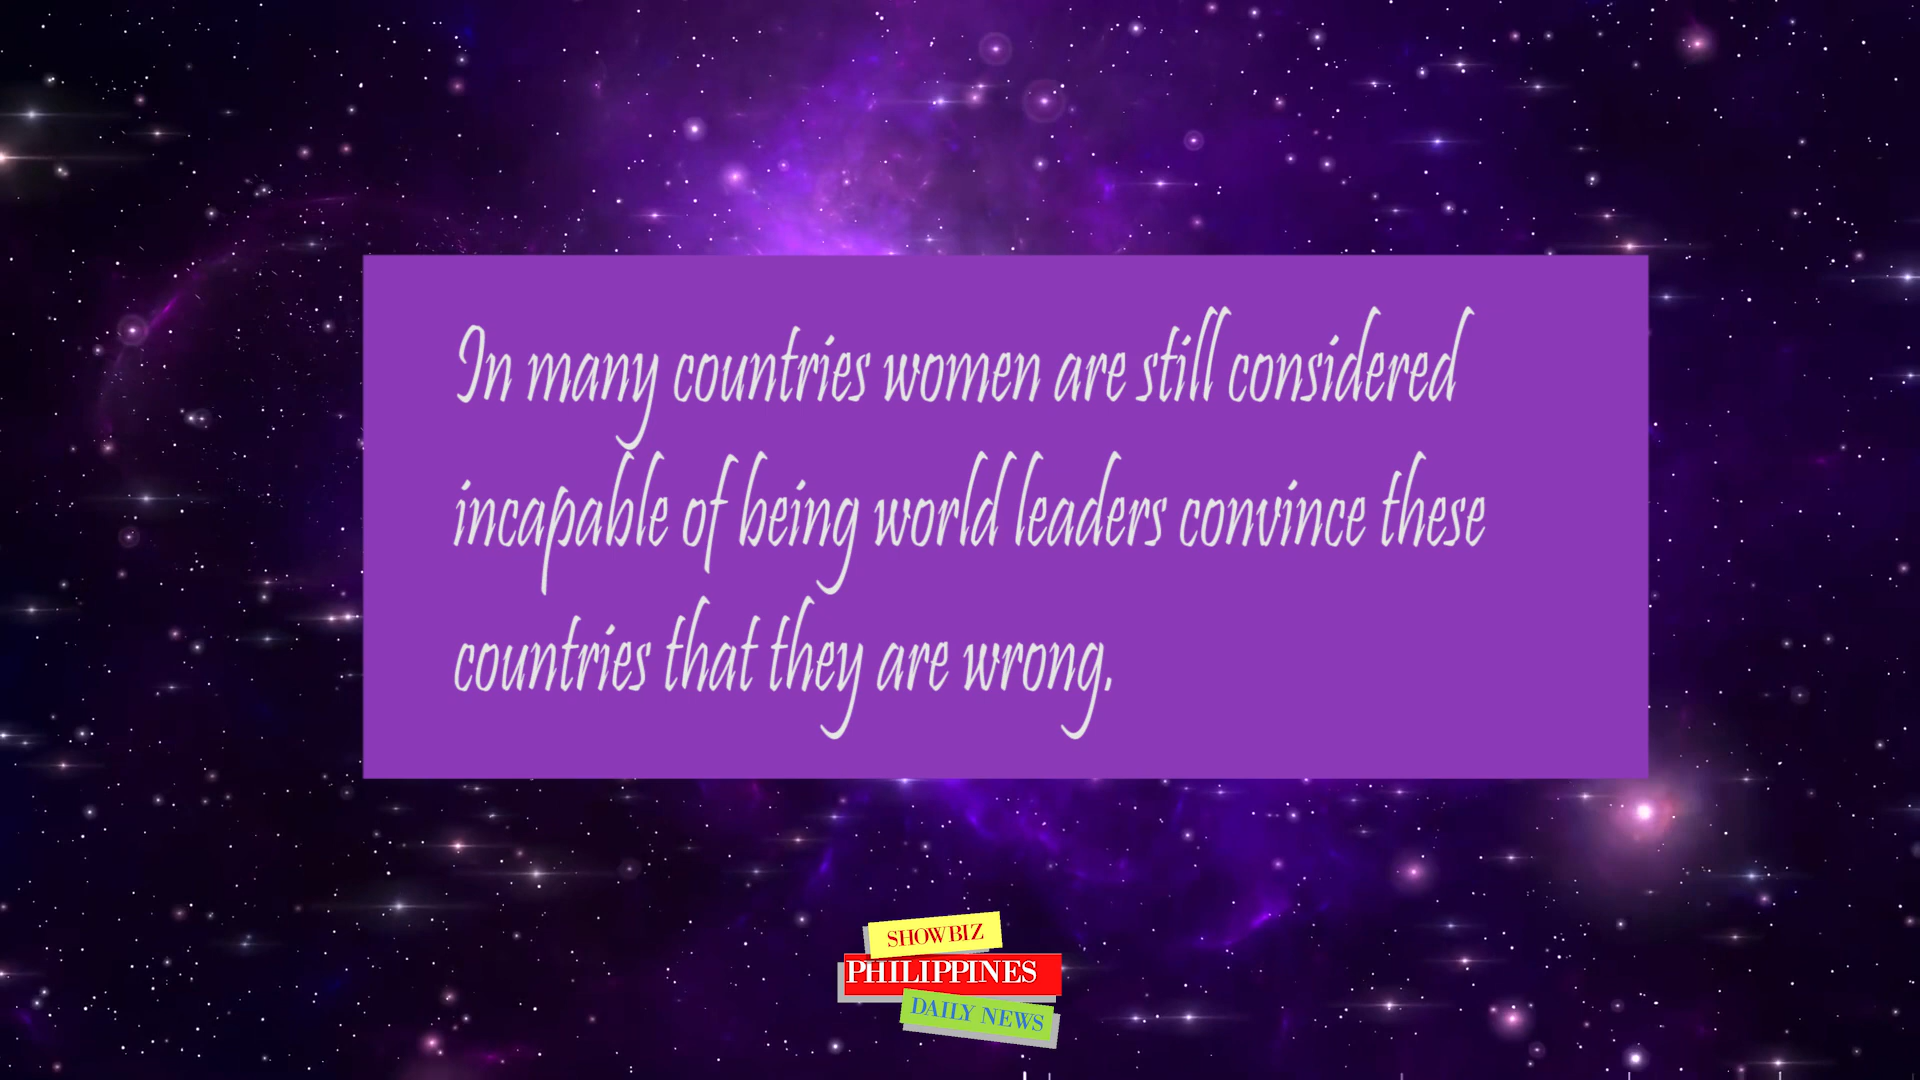 In many countries women are still considered
incapable of being world leaders convince these
countries that they are wrong.
SHOWBIZ
PHILIPPINES
DAILY NEWS